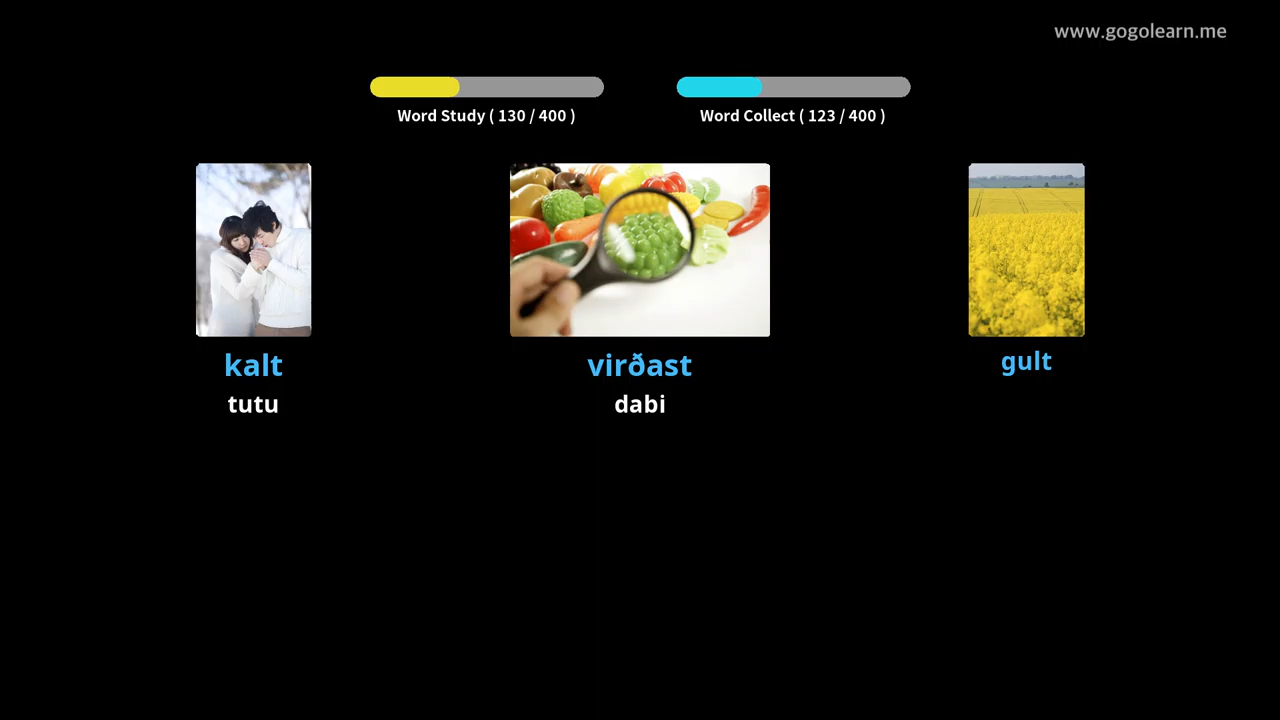 www.gogolearn.me
Word Study ( 130 / 400 )
Word Collect ( 123 / 400 )
kalt
virðast
gult
tutu
dabi